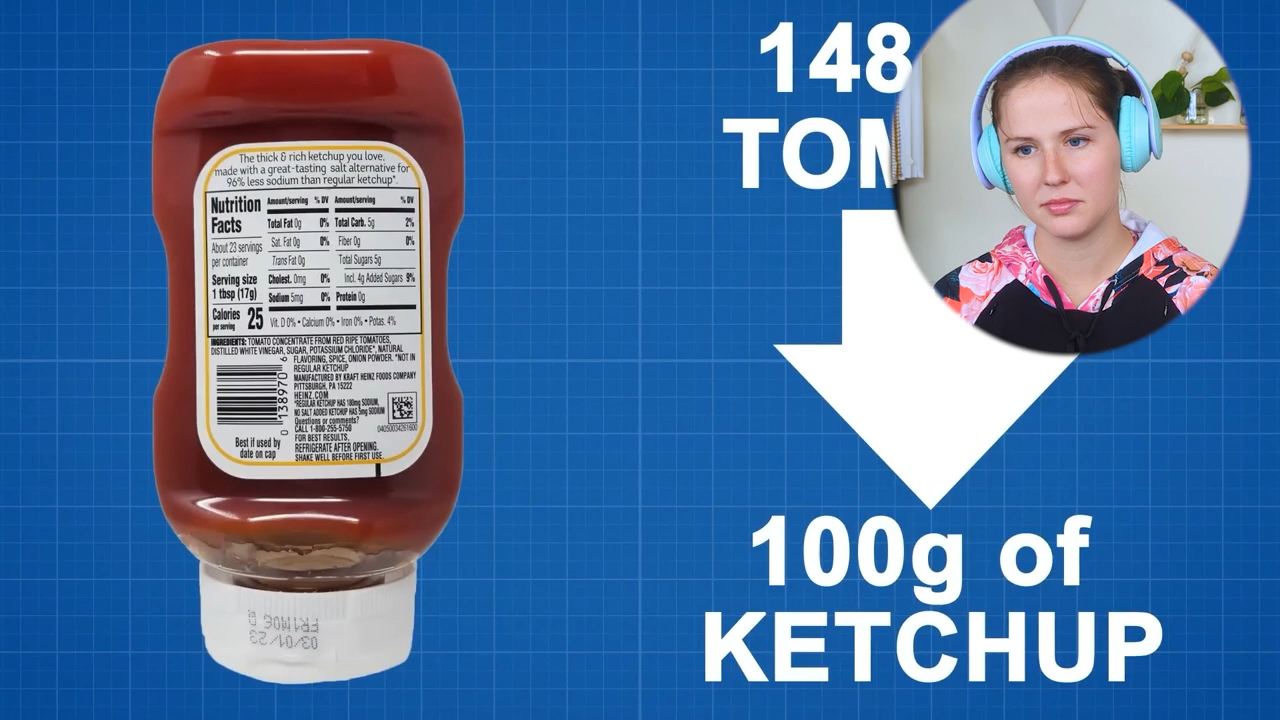 The thick & rich ketchup you love,
made with a great-tasting salt alternative for
96% less sodium than regular ketchup*.
Nutrition
Facts
About 23 servings
per container
Serving size
1 tbsp (17g)
Calories
per serving 25
Amount/serving % DV
Total Fat 0g 0%
Sat. Fat 0g 0%
Trans Fat 0g
Cholest. 0mg 0%
Sodium 5mg 0%
Amount/serving % DV
Total Carb. 5g 2%
Fiber 0g 0%
Total Sugars 5g
Incl. 4g Added Sugars 9%
Protein 0g
Vit. D 0% • Calcium 0% • Iron 0% • Potas. 4%
INGREDIENTS: TOMATO CONCENTRATE FROM RED RIPE TOMATOES,
DISTILLED WHITE VINEGAR, SUGAR, POTASSIUM CHLORIDE*, NATURAL
FLAVORING, SPICE, ONION POWDER. *NOT IN
REGULAR KETCHUP
MANUFACTURED BY KRAFT HEINZ FOODS COMPANY
PITTSBURGH, PA 15222
HEINZ.COM
*REGULAR KETCHUP HAS 180mg SODIUM,
NO SALT ADDED KETCHUP HAS 5mg SODIUM
Questions or comments?
CALL 1-800-255-5750
FOR BEST RESULTS,
REFRIGERATE AFTER OPENING.
SHAKE WELL BEFORE FIRST USE.
Best if used by
date on cap
03/01/23
148
TOM
100g of
KETCHUP